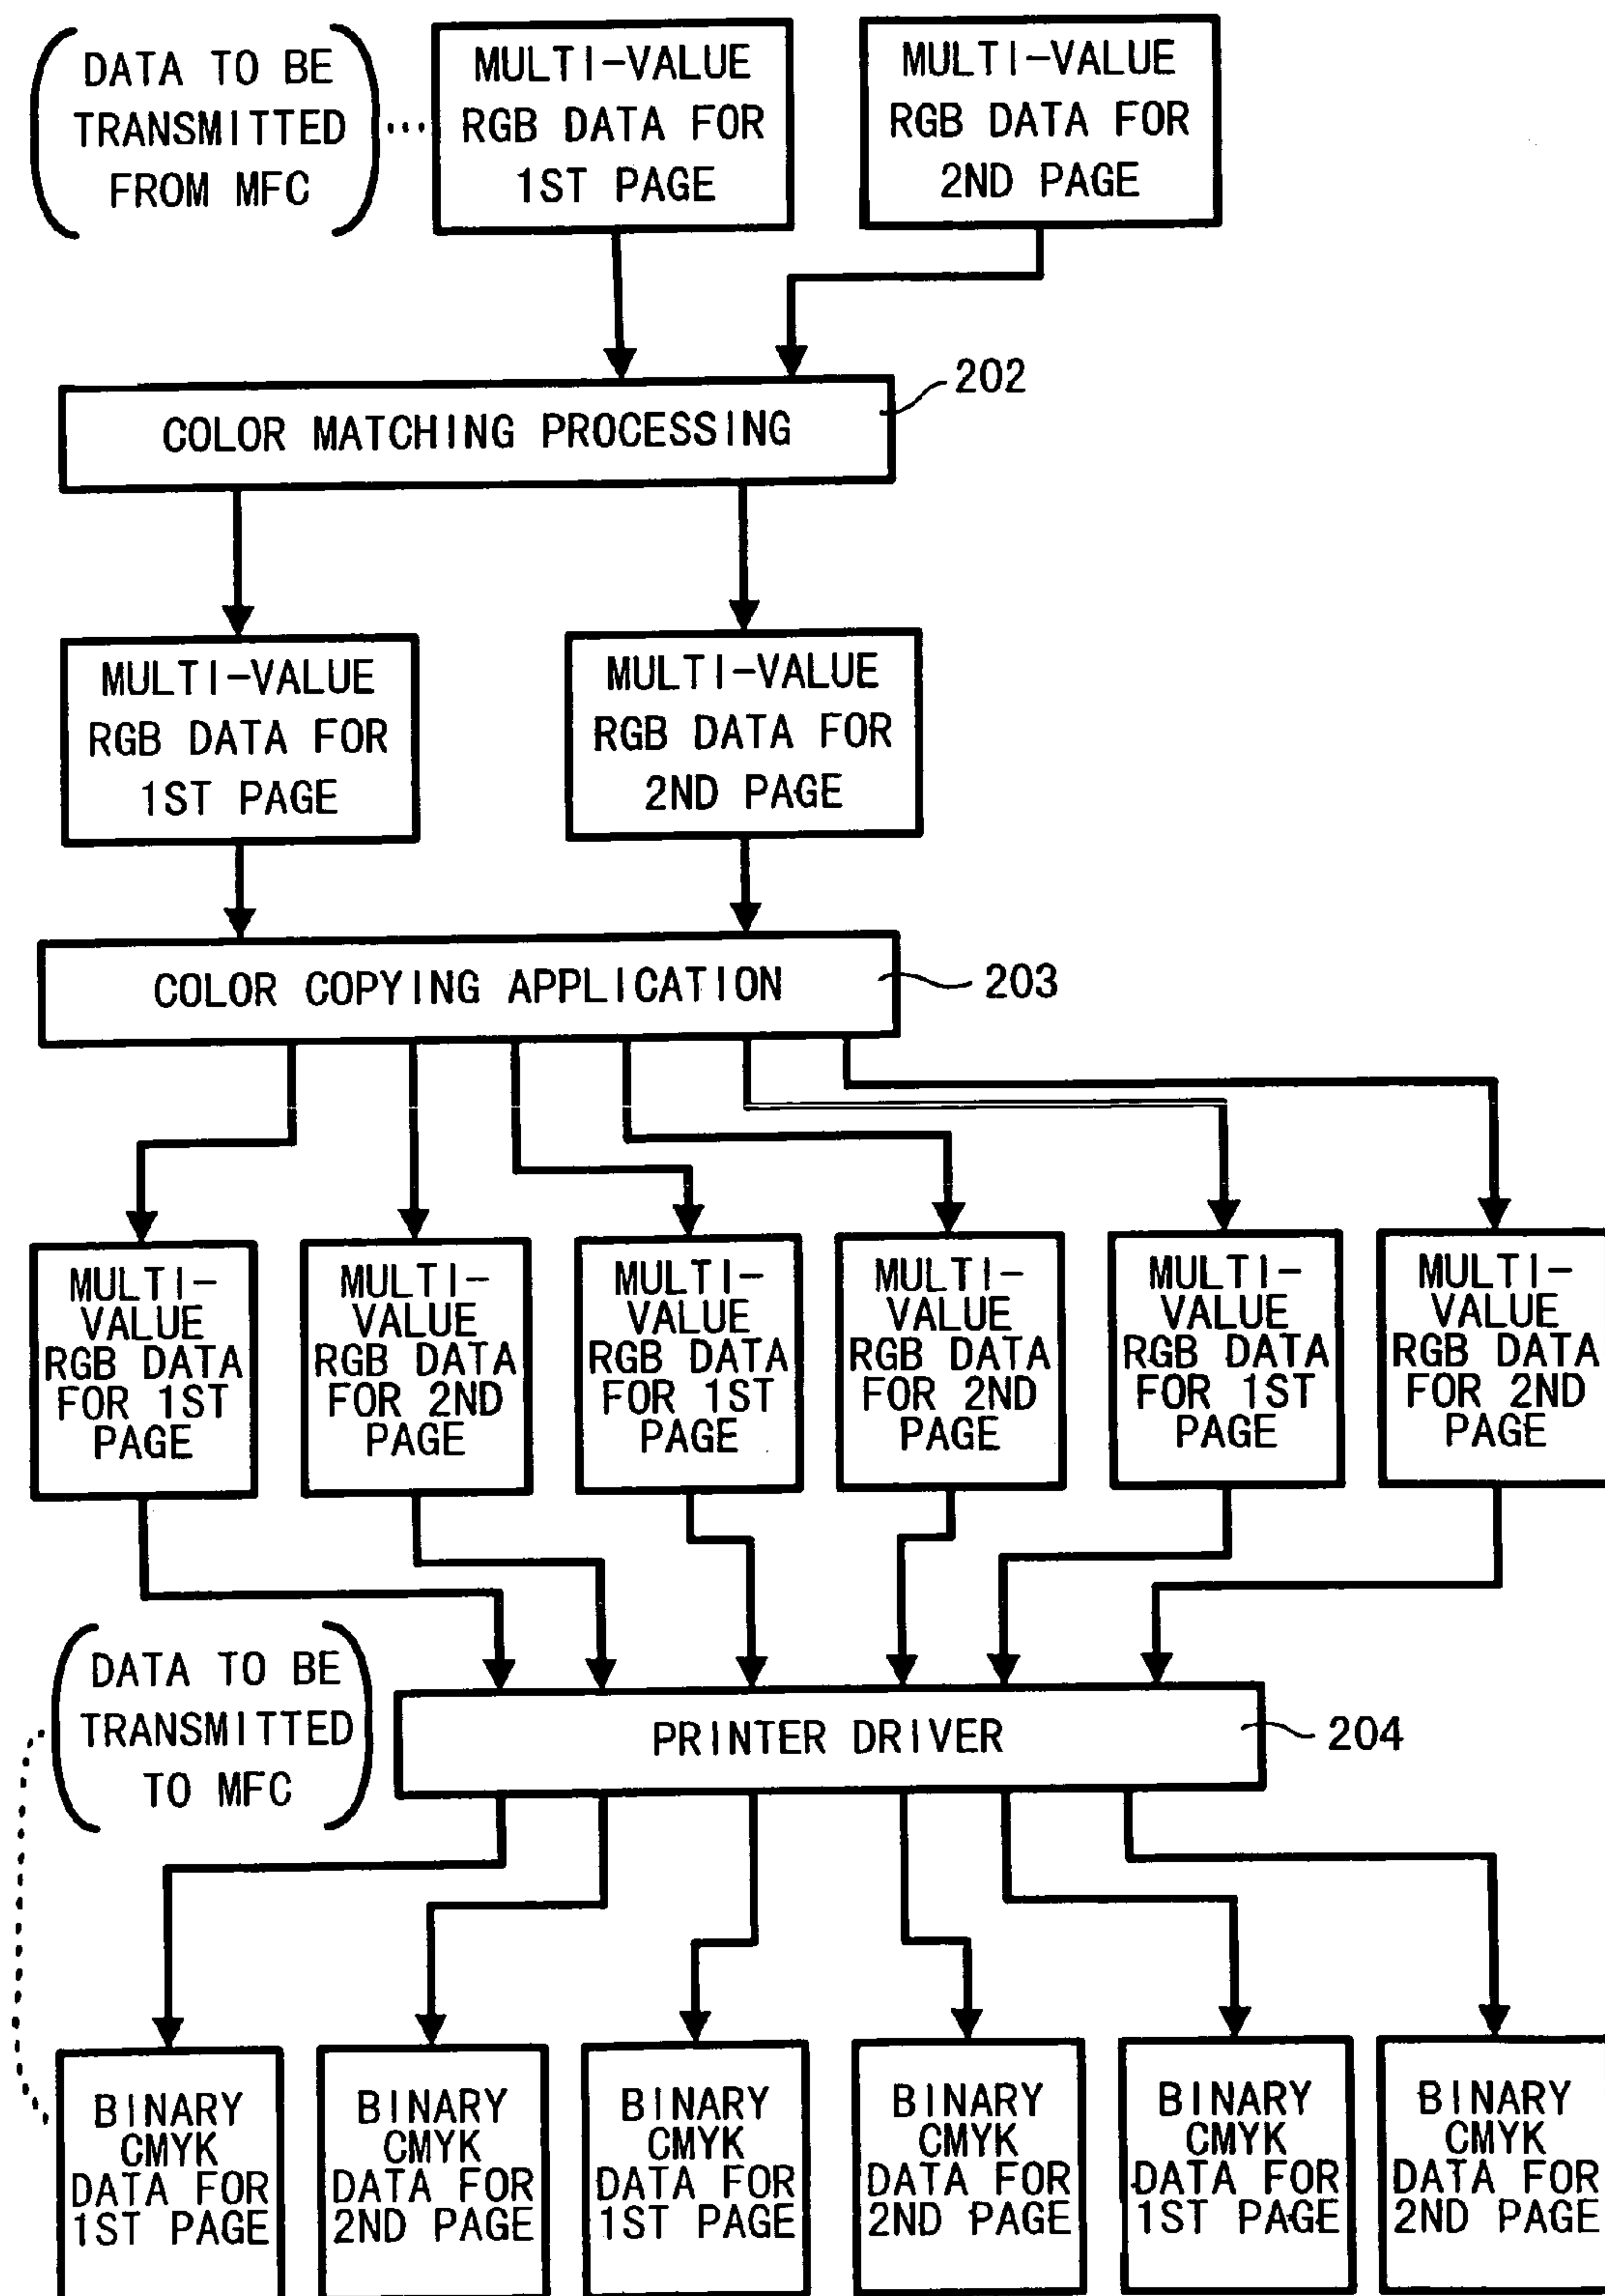 DATA TO BE
TRANSMITTED
FROM MFC
MULTI-VALUE
RGB DATA FOR
1ST PAGE
MULTI-VALUE
RGB DATA FOR
2ND PAGE
202
COLOR MATCHING PROCESSING
MULTI-VALUE
RGB DATA FOR
1ST PAGE
MULTI-VALUE
RGB DATA FOR
2ND PAGE
COLOR COPYING APPLICATION
203
MULTI-
VALUE
RGB DATA
FOR 1ST
PAGE
MULTI-
VALUE
RGB DATA
FOR 2ND
PAGE
MULTI-
VALUE
RGB DATA
FOR 1ST
PAGE
MULTI-
VALUE
RGB DATA
FOR 2ND
PAGE
MULTI-
VALUE
RGB DATA
FOR 1ST
PAGE
MULTI-
VALUE
RGB DATA
FOR 2ND
PAGE
DATA TO BE
TRANSMITTED
TO MFC
PRINTER DRIVER
204
BINARY
CMYK
DATA FOR
1ST PAGE
BINARY
CMYK
DATA FOR
2ND PAGE
BINARY
CMYK
DATA FOR
1ST PAGE
BINARY
CMYK
DATA FOR
2ND PAGE
BINARY
CMYK
DATA FOR
1ST PAGE
BINARY
CMYK
DATA FOR
2ND PAGE